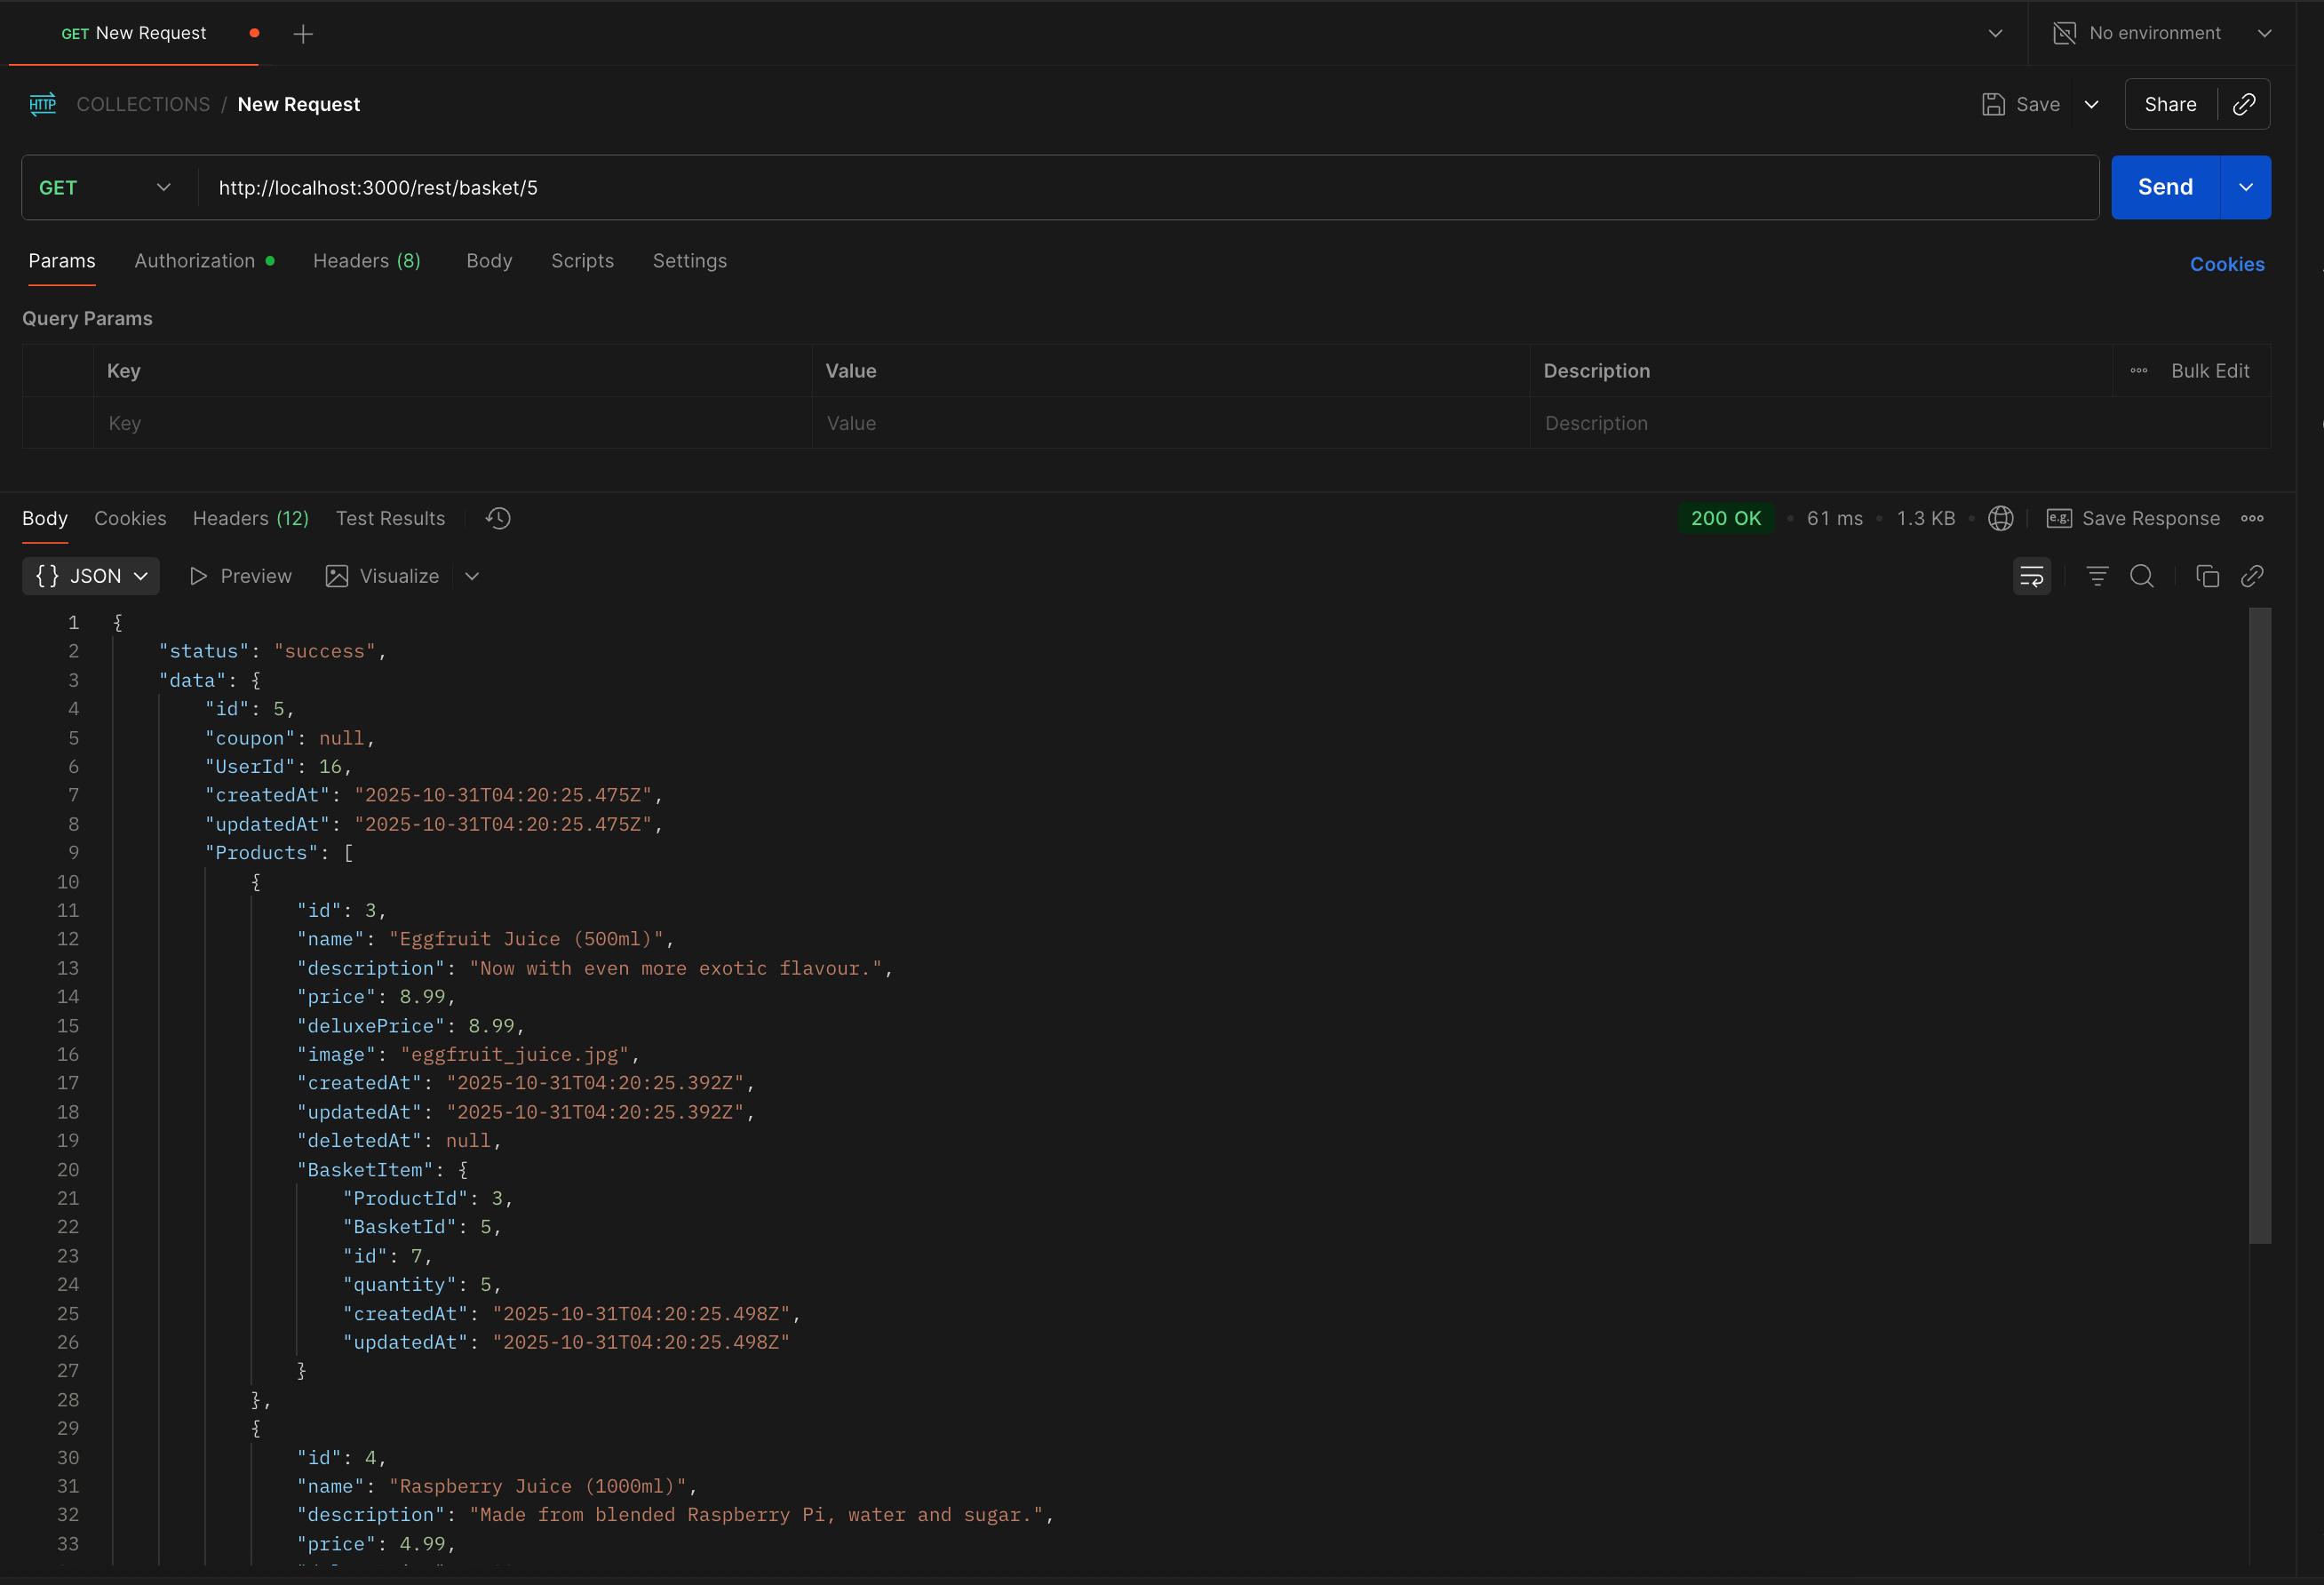 GET New Request
No environment
HTTP COLLECTIONS / New Request
Save
Share
GET http://localhost:3000/rest/basket/5
Send
Params Authorization Headers (8) Body Scripts Settings
Cookies
Query Params
Key Value Description Bulk Edit
Key Value Description
Body Cookies Headers (12) Test Results
200 OK • 61 ms • 1.3 KB • e.g. Save Response
{} JSON Preview Visualize
1 {
2 "status": "success",
3 "data": {
4 "id": 5,
5 "coupon": null,
6 "UserId": 16,
7 "createdAt": "2025-10-31T04:20:25.475Z",
8 "updatedAt": "2025-10-31T04:20:25.475Z",
9 "Products": [
10 {
11 "id": 3,
12 "name": "Eggfruit Juice (500ml)",
13 "description": "Now with even more exotic flavour.",
14 "price": 8.99,
15 "deluxePrice": 8.99,
16 "image": "eggfruit_juice.jpg",
17 "createdAt": "2025-10-31T04:20:25.392Z",
18 "updatedAt": "2025-10-31T04:20:25.392Z",
19 "deletedAt": null,
20 "BasketItem": {
21 "ProductId": 3,
22 "BasketId": 5,
23 "id": 7,
24 "quantity": 5,
25 "createdAt": "2025-10-31T04:20:25.498Z",
26 "updatedAt": "2025-10-31T04:20:25.498Z"
27 }
28 },
29 {
30 "id": 4,
31 "name": "Raspberry Juice (1000ml)",
32 "description": "Made from blended Raspberry Pi, water and sugar.",
33 "price": 4.99,